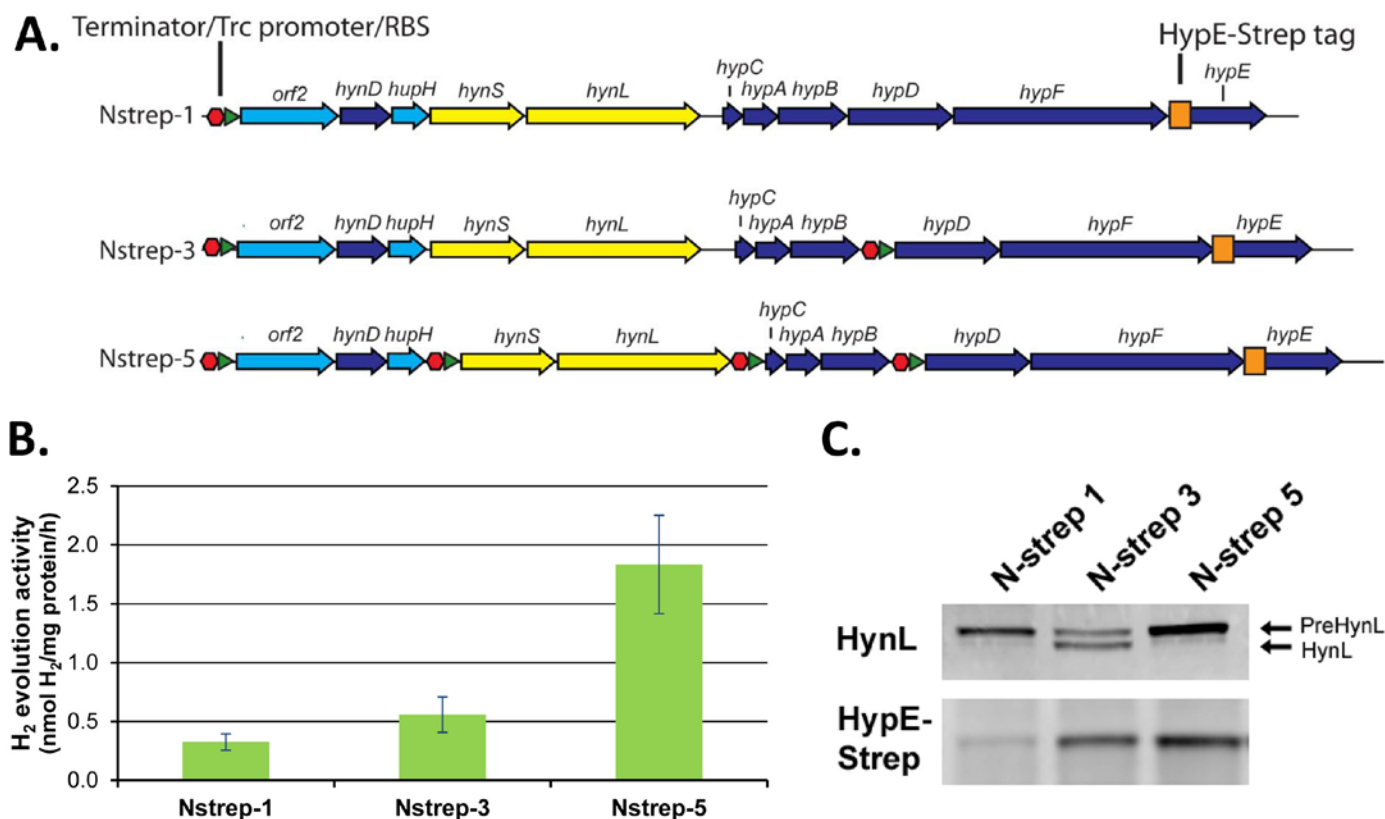 A.
Terminator/Trc promoter/RBS
HypE-Strep tag
hypC
hypE
orf2 hynD hupH hynS hynL hypA hypB hypD hypF
Nstrep-1
hypC
orf2 hynD hupH hynS hynL hypA hypB hypD hypF hypE
Nstrep-3
hypC
orf2 hynD hupH hynS hynL hypA hypB hypD hypF hypE
Nstrep-5
B.
H2 evolution activity
(nmol H2/mg protein/h)
2.5
2.0
1.5
1.0
0.5
0.0
Nstrep-1 Nstrep-3 Nstrep-5
C.
N-strep 1
N-strep 3
N-strep 5
HynL
PreHynL
HynL
HypE-
Strep